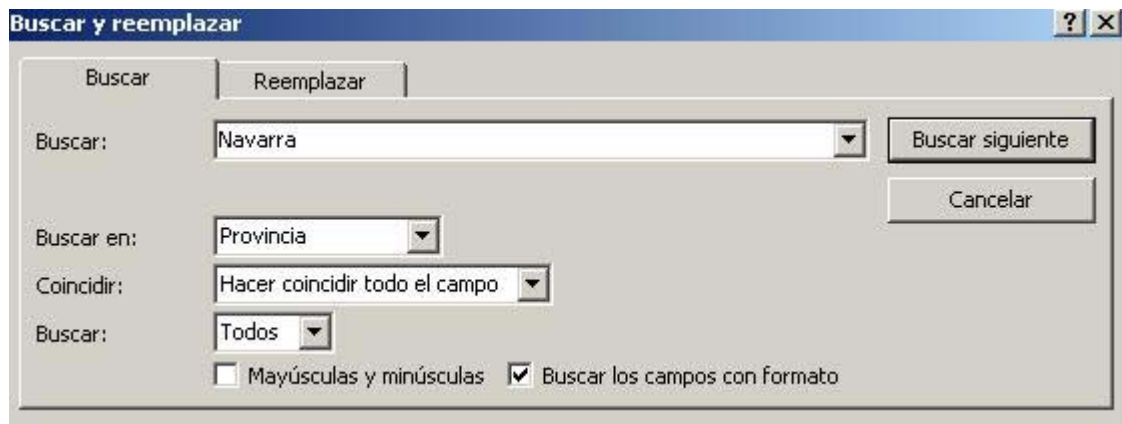 Buscar y reemplazar
Buscar Reemplazar
Buscar: Navarra Buscar siguiente
Cancelar
Buscar en: Provincia
Coincidir: Hacer coincidir todo el campo
Buscar: Todos
Mayúsculas y minúsculas Buscar los campos con formato